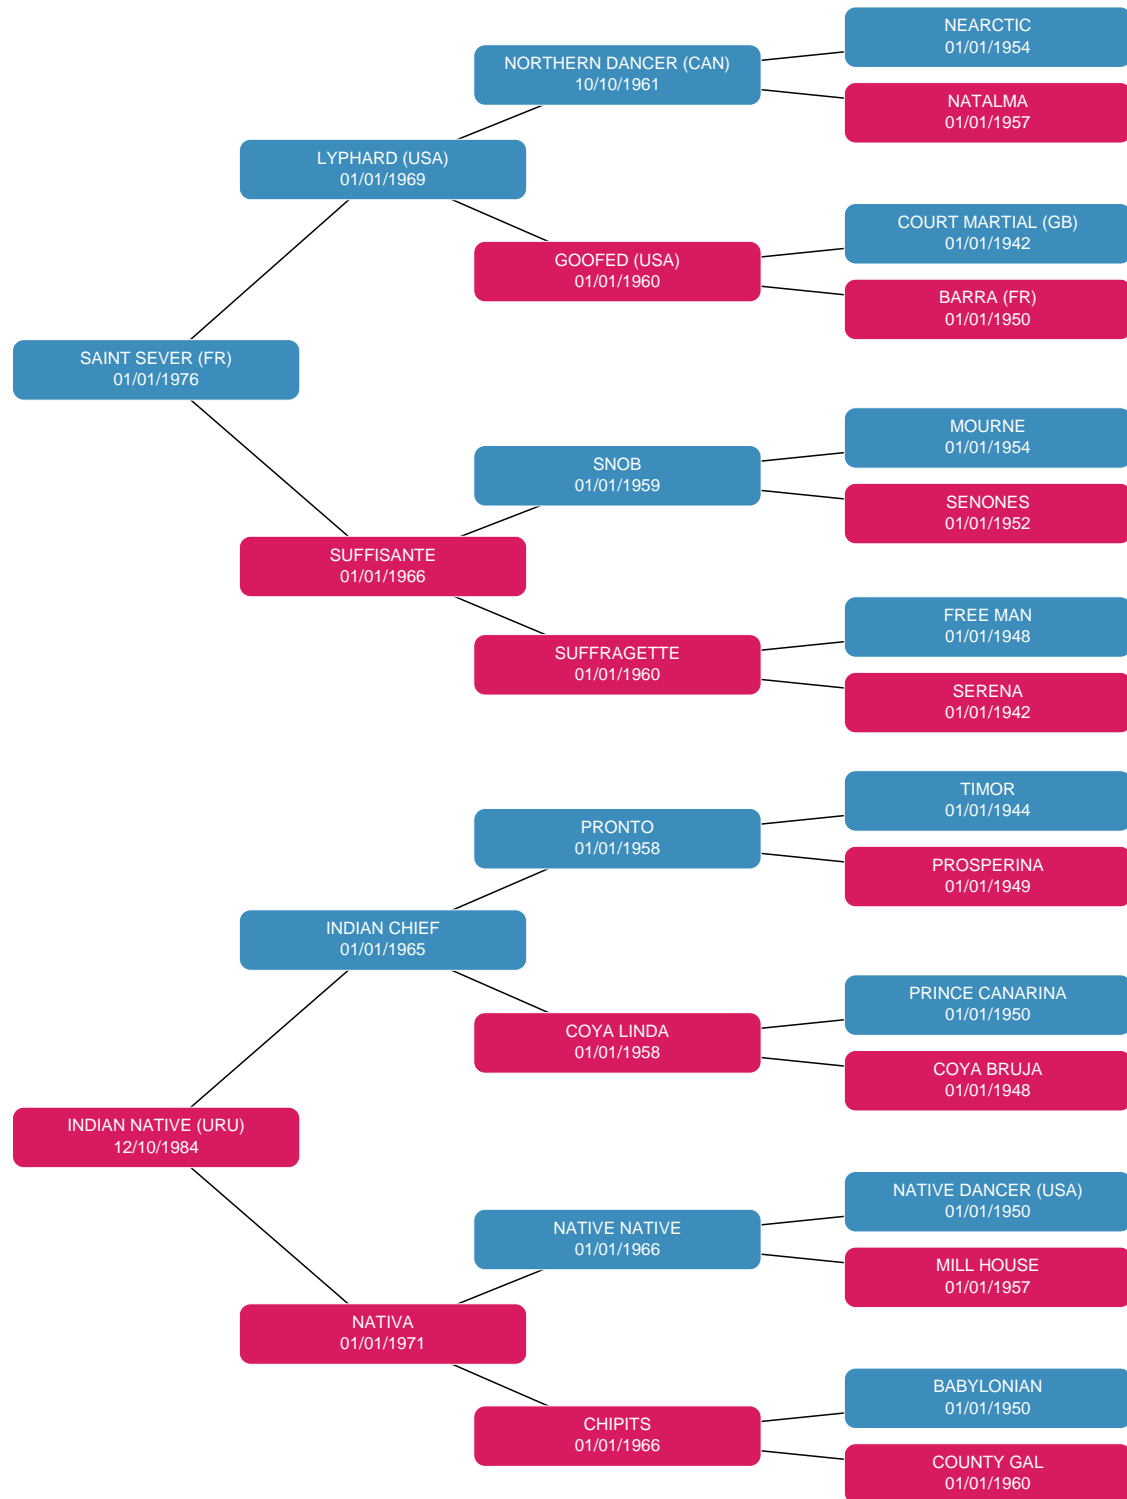 NEARCTIC
01/01/1954
NORTHERN DANCER (CAN)
10/10/1961
NATALMA
01/01/1957
LYPHARD (USA)
01/01/1969
COURT MARTIAL (GB)
01/01/1942
GOOFED (USA)
01/01/1960
BARRA (FR)
01/01/1950
SAINT SEVER (FR)
01/01/1976
MOURNE
01/01/1954
SNOB
01/01/1959
SENONES
01/01/1952
SUFFISANTE
01/01/1966
FREE MAN
01/01/1948
SUFFRAGETTE
01/01/1960
SERENA
01/01/1942
TIMOR
01/01/1944
PRONTO
01/01/1958
PROSPERINA
01/01/1949
INDIAN CHIEF
01/01/1965
PRINCE CANARINA
01/01/1950
COYA LINDA
01/01/1958
COYA BRUJA
01/01/1948
INDIAN NATIVE (URU)
12/10/1984
NATIVE DANCER (USA)
01/01/1950
NATIVE NATIVE
01/01/1966
MILL HOUSE
01/01/1957
NATIVA
01/01/1971
BABYLONIAN
01/01/1950
CHIPITS
01/01/1966
COUNTY GAL
01/01/1960